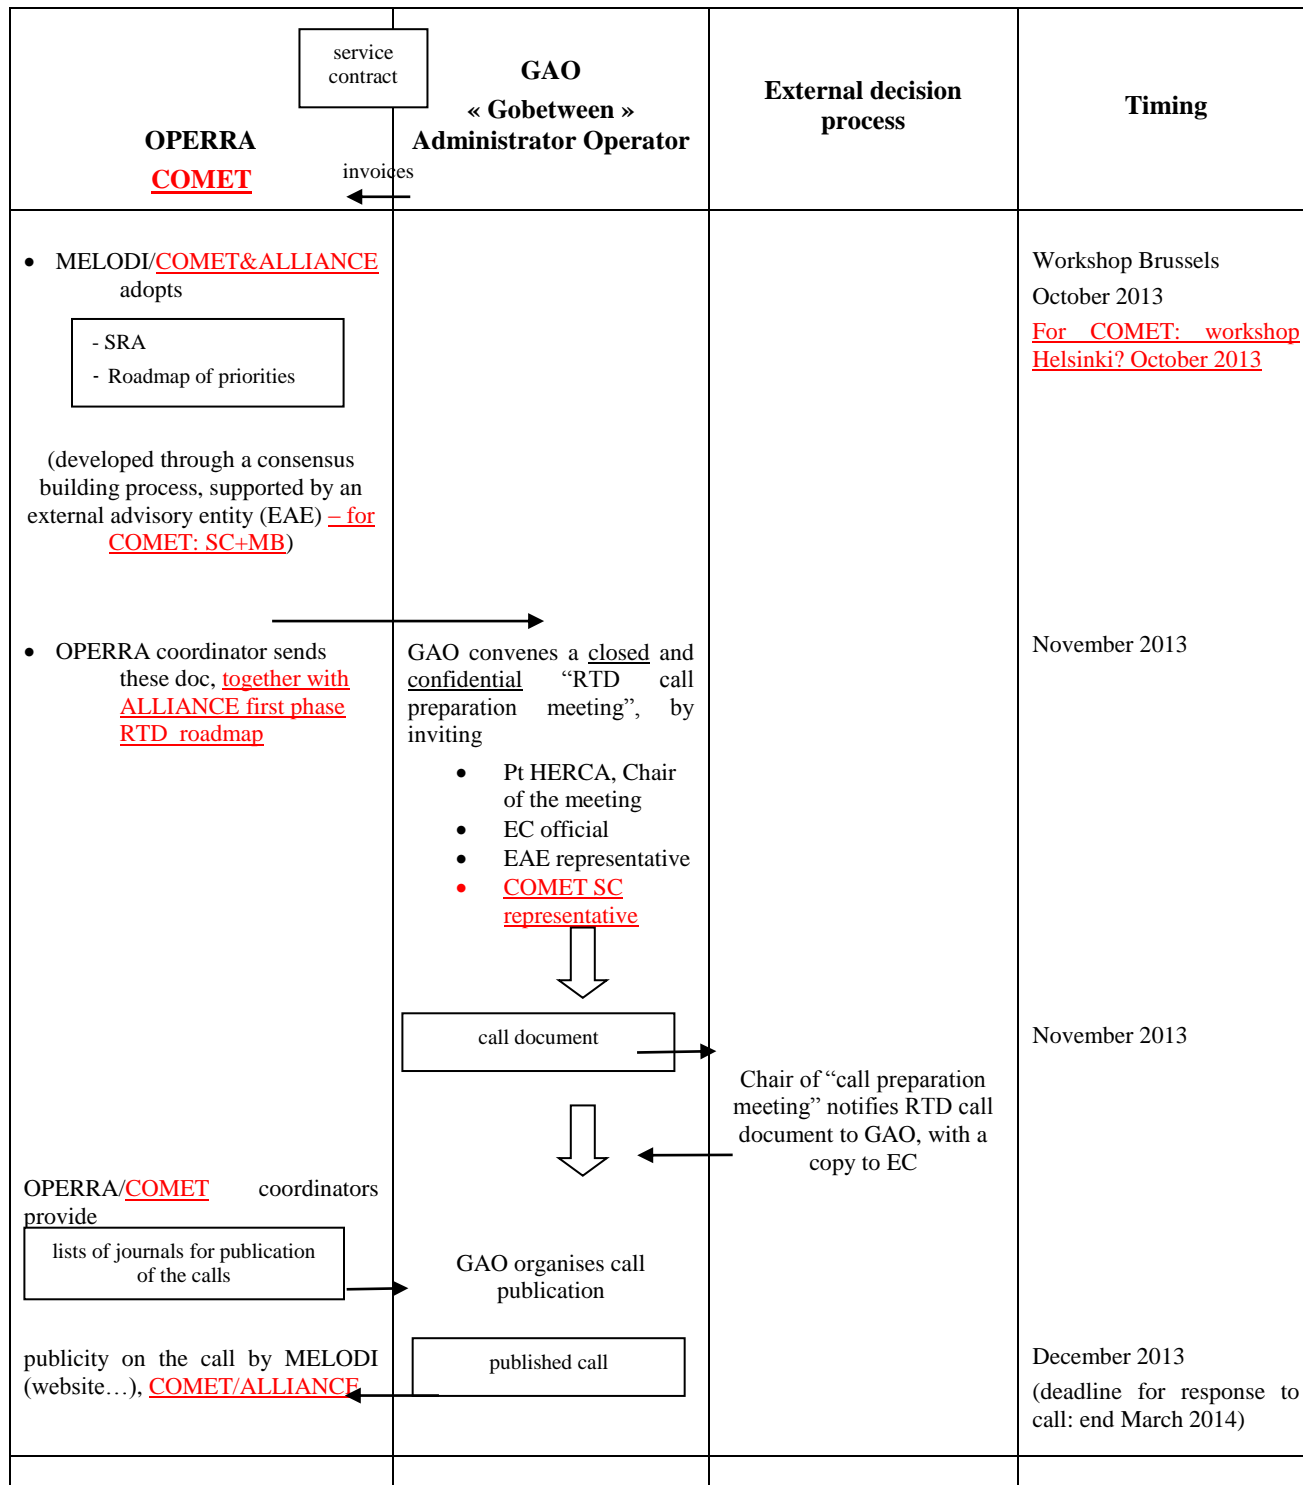 service
contract
OPERRA
COMET
invoices
GAO
« Gobetween »
Administrator Operator
External decision
process
Timing
• MELODI/COMET&ALLIANCE
adopts
- SRA
- Roadmap of priorities
(developed through a consensus
building process, supported by an
external advisory entity (EAE) – for
COMET: SC+MB)
Workshop Brussels
October 2013
For COMET: workshop
Helsinki? October 2013
• OPERRA coordinator sends
these doc, together with
ALLIANCE first phase
RTD roadmap
GAO convenes a closed and
confidential “RTD call
preparation meeting”, by
inviting
• Pt HERCA, Chair
of the meeting
• EC official
• EAE representative
• COMET SC
representative
November 2013
call document
November 2013
Chair of “call preparation
meeting” notifies RTD call
document to GAO, with a
copy to EC
OPERRA/COMET coordinators
provide
lists of journals for publication
of the calls
GAO organises call
publication
publicity on the call by MELODI
(website…), COMET/ALLIANCE
published call
December 2013
(deadline for response to
call: end March 2014)